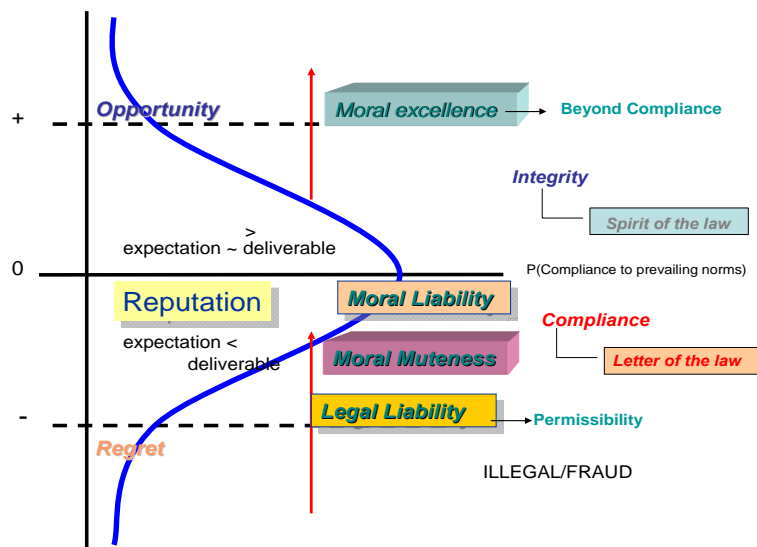 Opportunity
+
Moral excellence
Beyond Compliance
Integrity
Spirit of the law
>
expectation ~ deliverable
0
P(Compliance to prevailing norms)
Reputation
Moral Liability
Compliance
expectation <
deliverable
Moral Muteness
Letter of the law
-
Legal Liability
Permissibility
Regret
ILLEGAL/FRAUD